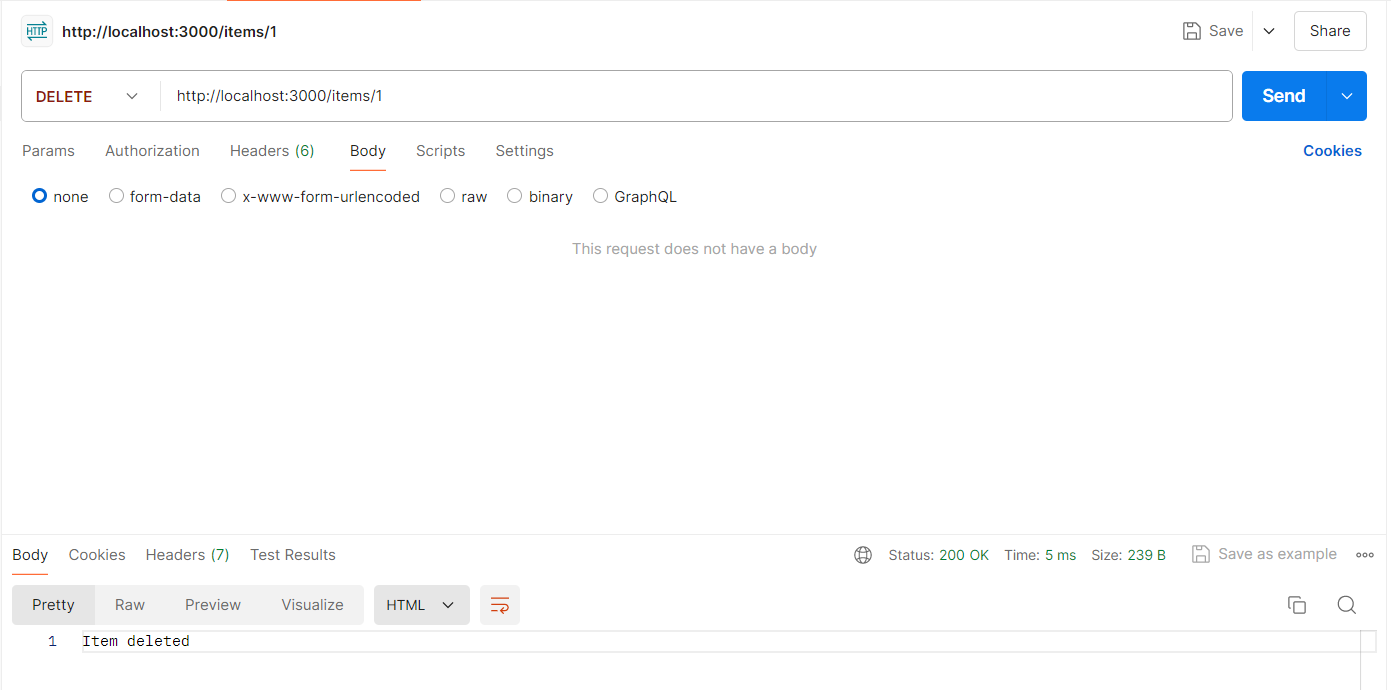 HTTP http://localhost:3000/items/1 Save Share
DELETE http://localhost:3000/items/1 Send
Params Authorization Headers (6) Body Scripts Settings Cookies
none form-data x-www-form-urlencoded raw binary GraphQL
This request does not have a body
Body Cookies Headers (7) Test Results Status: 200 OK Time: 5 ms Size: 239 B Save as example
Pretty Raw Preview Visualize HTML
1 Item deleted